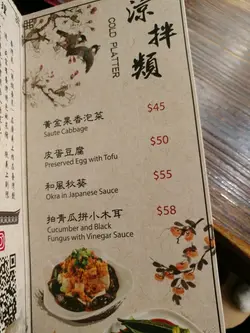 涼拌類
COLD PLATTER
黃金果香泡菜 $45
Saute Cabbage
皮蛋豆腐 $50
Preserved Egg with Tofu
和風秋葵 $55
Okra in Japanese Sauce
拍青瓜拼小木耳 $58
Cucumber and Black
Fungus with Vinegar Sauce